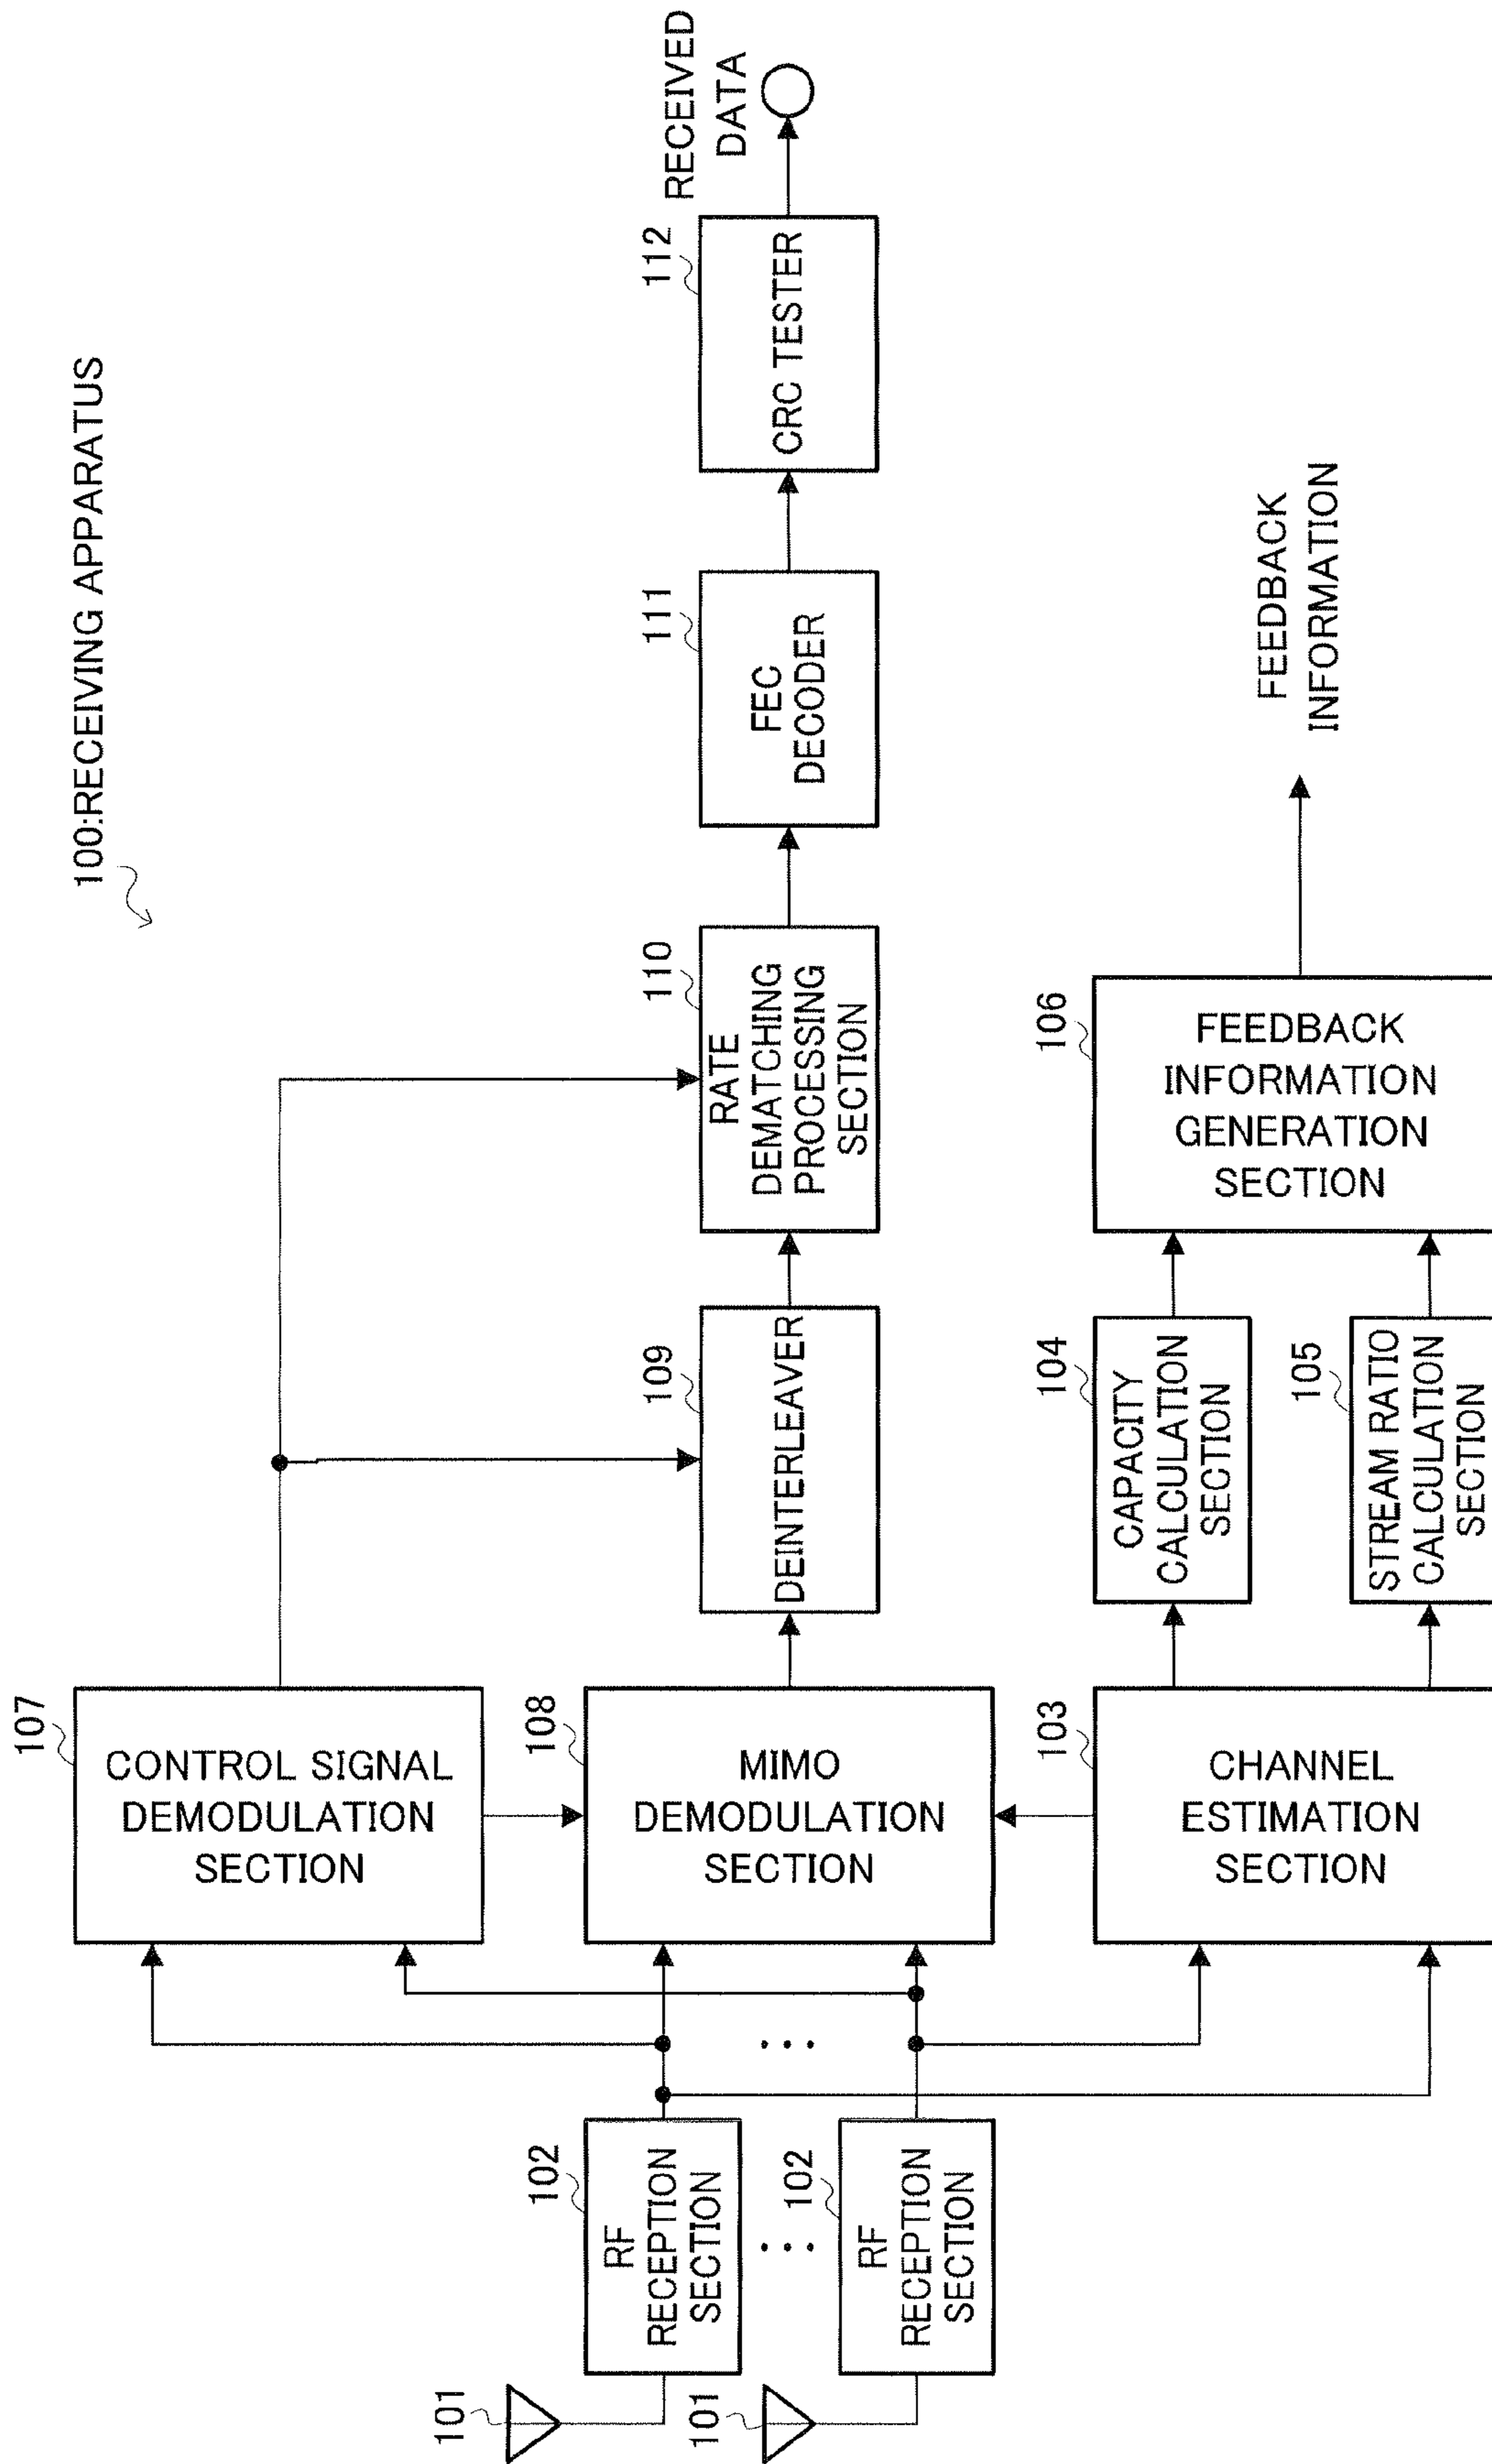 100:RECEIVING APPARATUS
101
101
102
RF
RECEPTION
SECTION
102
RF
RECEPTION
SECTION
107
CONTROL SIGNAL
DEMODULATION
SECTION
108
MIMO
DEMODULATION
SECTION
103
CHANNEL
ESTIMATION
SECTION
109
DEINTERLEAVER
110
RATE
DEMATCHING
PROCESSING
SECTION
111
FEC
DECODER
112
CRC TESTER
RECEIVED
DATA
104
CAPACITY
CALCULATION
SECTION
105
STREAM RATIO
CALCULATION
SECTION
106
FEEDBACK
INFORMATION
GENERATION
SECTION
FEEDBACK
INFORMATION